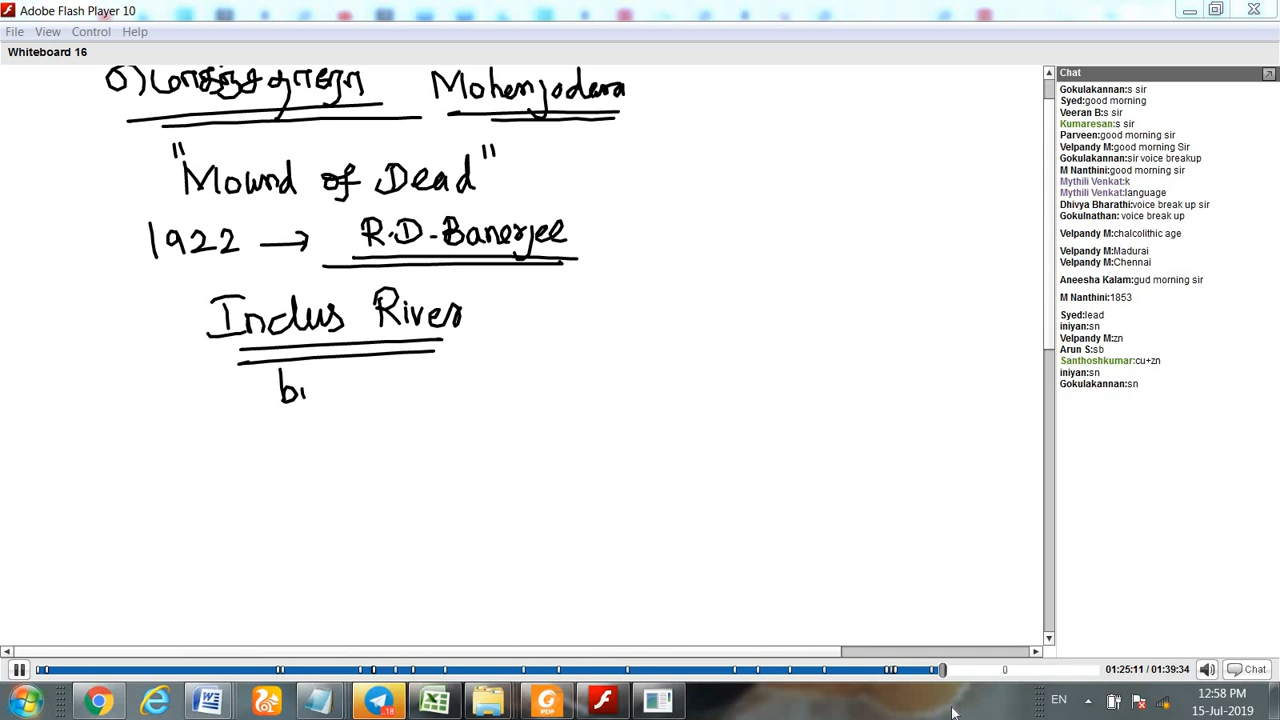 Adobe Flash Player 10
File View Control Help
Whiteboard 16
Mohenjodera
"Mound of Dead"
1922 → R.D-Banerjee
Indus River
Chat
Gokulakannan:s sir
Syed:good morning
Veeran B:s sir
Kumaresan:s sir
Parveen:good morning sir
Velpandy M:good morning Sir
Gokulakannan:sir voice breakup
M Nanthini:good morning sir
Mythili Venkat:k
Mythili Venkat:language
Dhivya Bharathi:voice break up sir
Gokulnathan: voice break up
Velpandy M:chalcolithic age
Velpandy M:Madurai
Velpandy M:Chennai
Aneesha Kalam:gud morning sir
M Nanthini:1853
Syed:lead
iniyan:sn
Velpandy M:zn
Arun S:sb
Santhoshkumar:cu+zn
iniyan:sn
Gokulakannan:sn
01:25:11 / 01:39:34 Chat
18 PDF EN 12:58 PM
15-Jul-2019